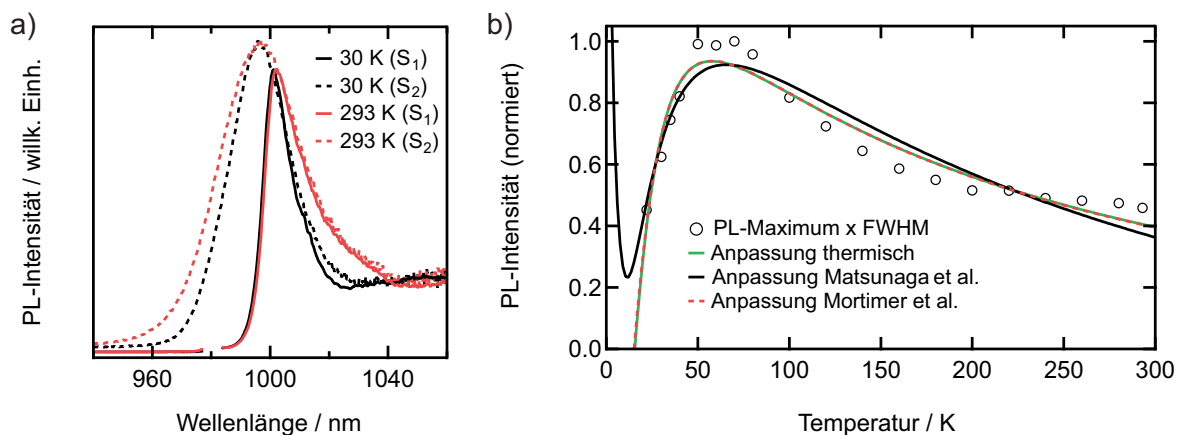 a)
PL-Intensität / willk. Einh.
30 K (S1)
30 K (S2)
293 K (S1)
293 K (S2)
960
1000
1040
Wellenlänge / nm
b)
PL-Intensität (normiert)
1.0
0.8
0.6
0.4
0.2
0.0
PL-Maximum x FWHM
Anpassung thermisch
Anpassung Matsunaga et al.
Anpassung Mortimer et al.
0
50
100
150
200
250
300
Temperatur / K